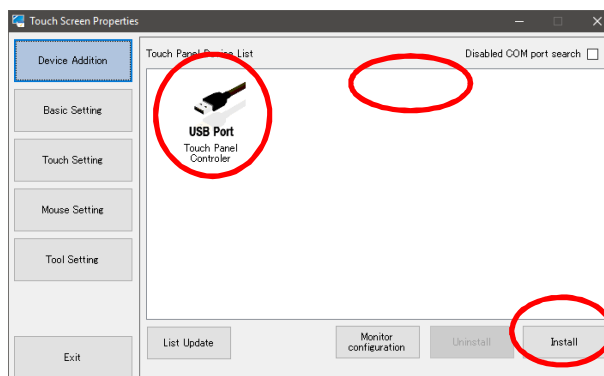 Touch Screen Properties
Device Addition
Touch Panel Device List
Disabled COM port search
Basic Setting
USB Port
Touch Panel
Controler
Touch Setting
Mouse Setting
Tool Setting
List Update
Monitor
configuration
Uninstall
Install
Exit